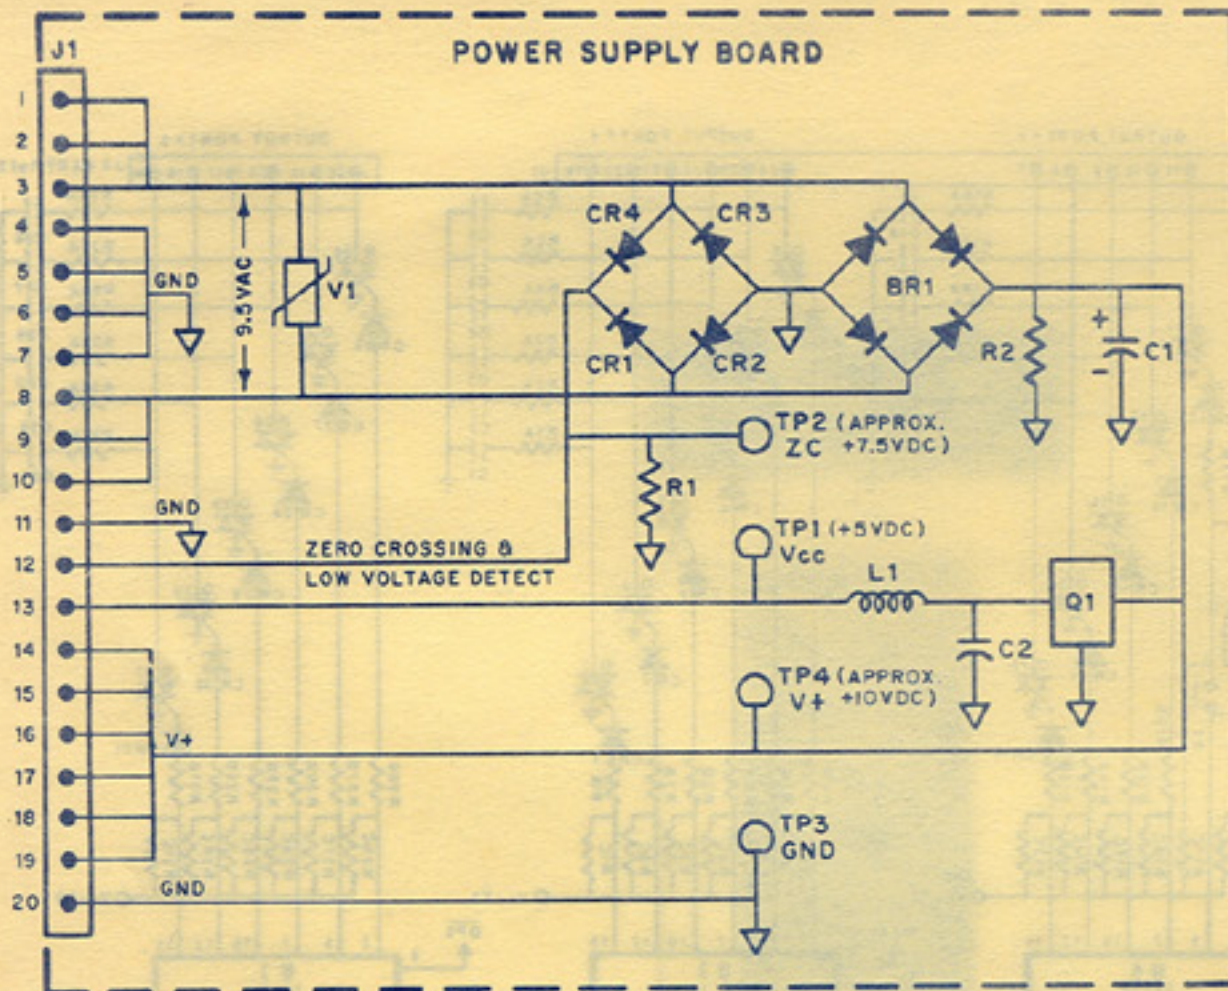 POWER SUPPLY BOARD
J1
1
2
3
4
5
6
7
8
9
10
11
12
13
14
15
16
17
18
19
20
GND
9.5VAC
V1
CR4
CR3
CR1
CR2
BR1
R2
+
-
C1
TP2 (APPROX.
ZC +7.5VDC)
R1
GND
ZERO CROSSING &
LOW VOLTAGE DETECT
TP1 (+5VDC)
Vcc
L1
Q1
C2
TP4 (APPROX.
V+ +10VDC)
V+
TP3
GND
GND